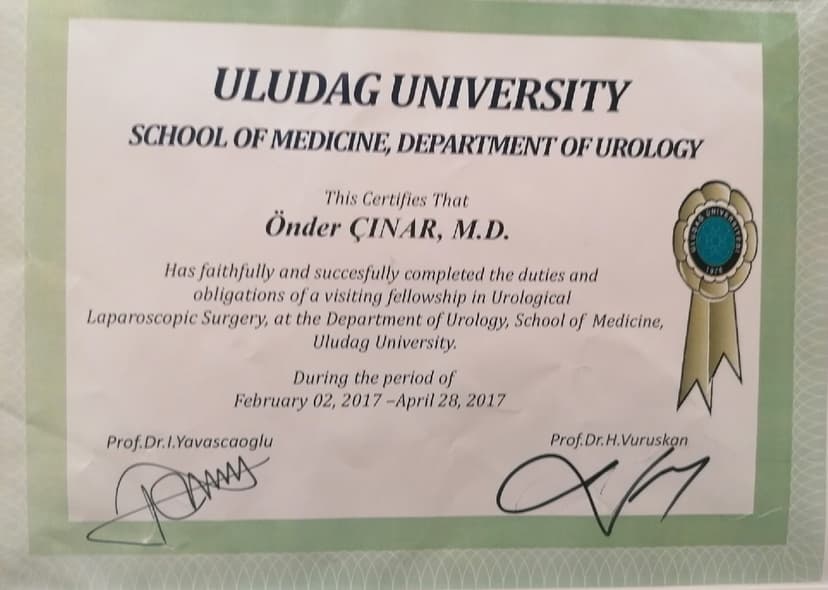 ULUDAG UNIVERSITY
SCHOOL OF MEDICINE, DEPARTMENT OF UROLOGY
This Certifies That
Önder ÇINAR, M.D.
Has faithfully and succesfully completed the duties and
obligations of a visiting fellowship in Urological
Laparoscopic Surgery, at the Department of Urology, School of Medicine,
Uludag University.
During the period of
February 02, 2017 –April 28, 2017
Prof.Dr.I.Yavascaoglu
Prof.Dr.H.Vuruskan